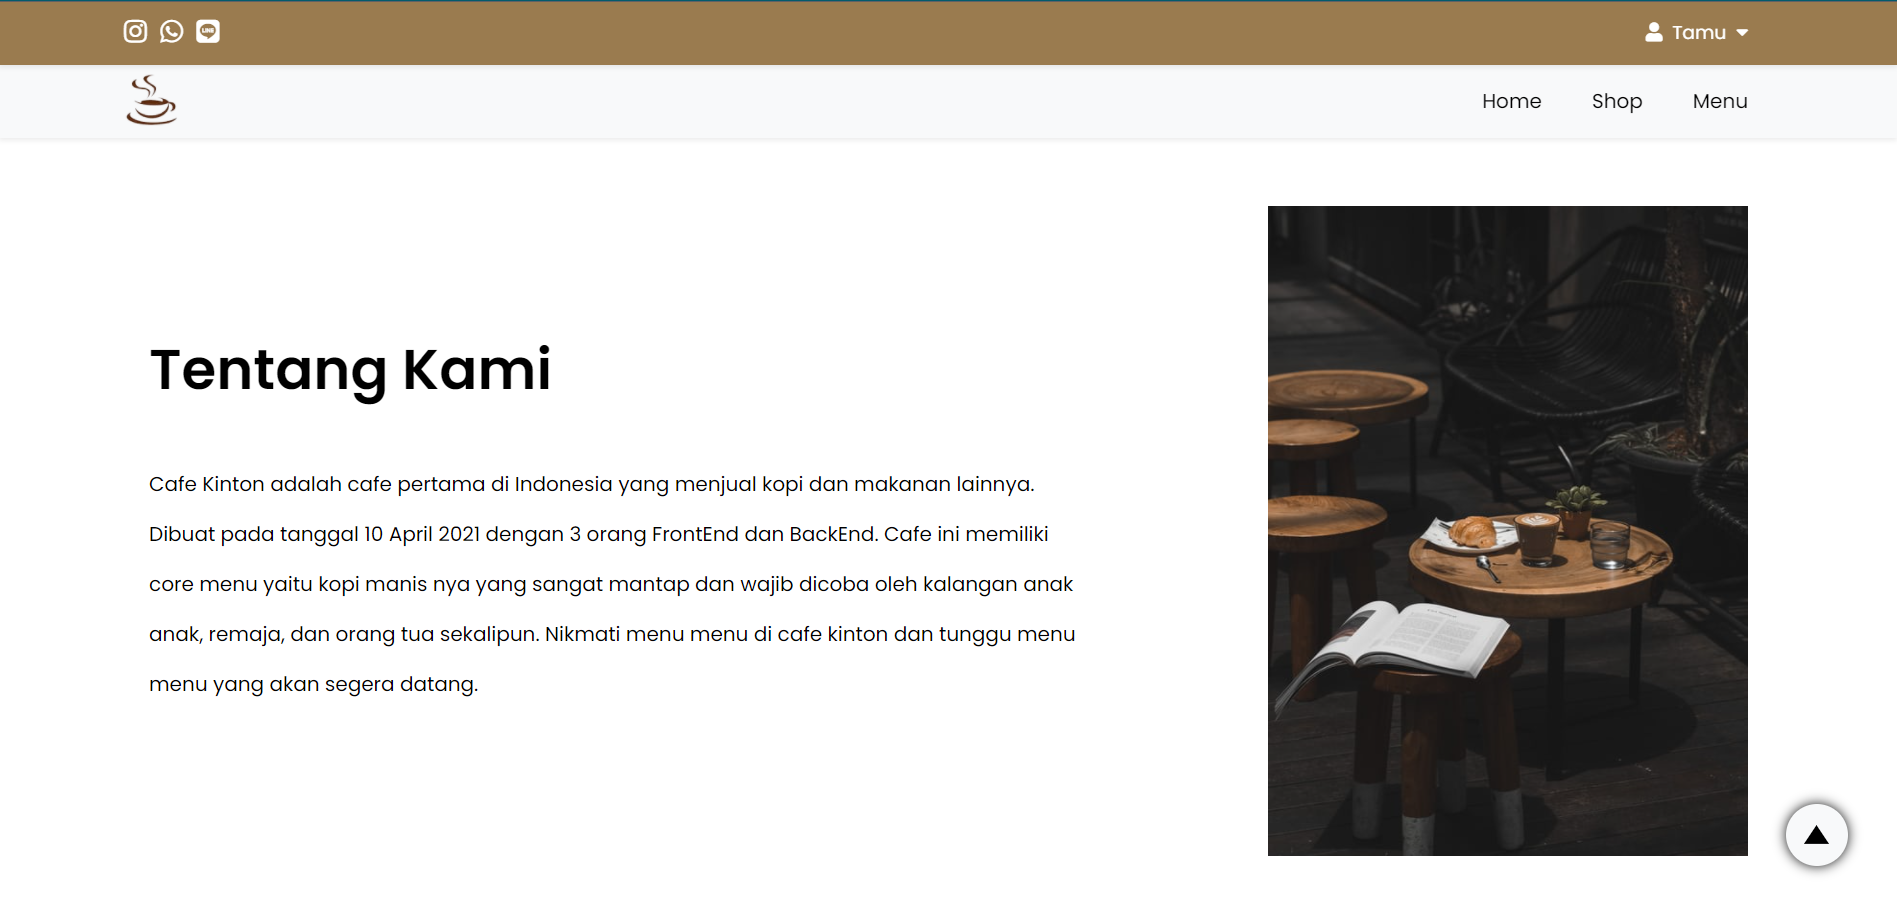 Tamu
Home Shop Menu
Tentang Kami
Cafe Kinton adalah cafe pertama di Indonesia yang menjual kopi dan makanan lainnya.
Dibuat pada tanggal 10 April 2021 dengan 3 orang FrontEnd dan BackEnd. Cafe ini memiliki
core menu yaitu kopi manis nya yang sangat mantap dan wajib dicoba oleh kalangan anak
anak, remaja, dan orang tua sekalipun. Nikmati menu menu di cafe kinton dan tunggu menu
menu yang akan segera datang.